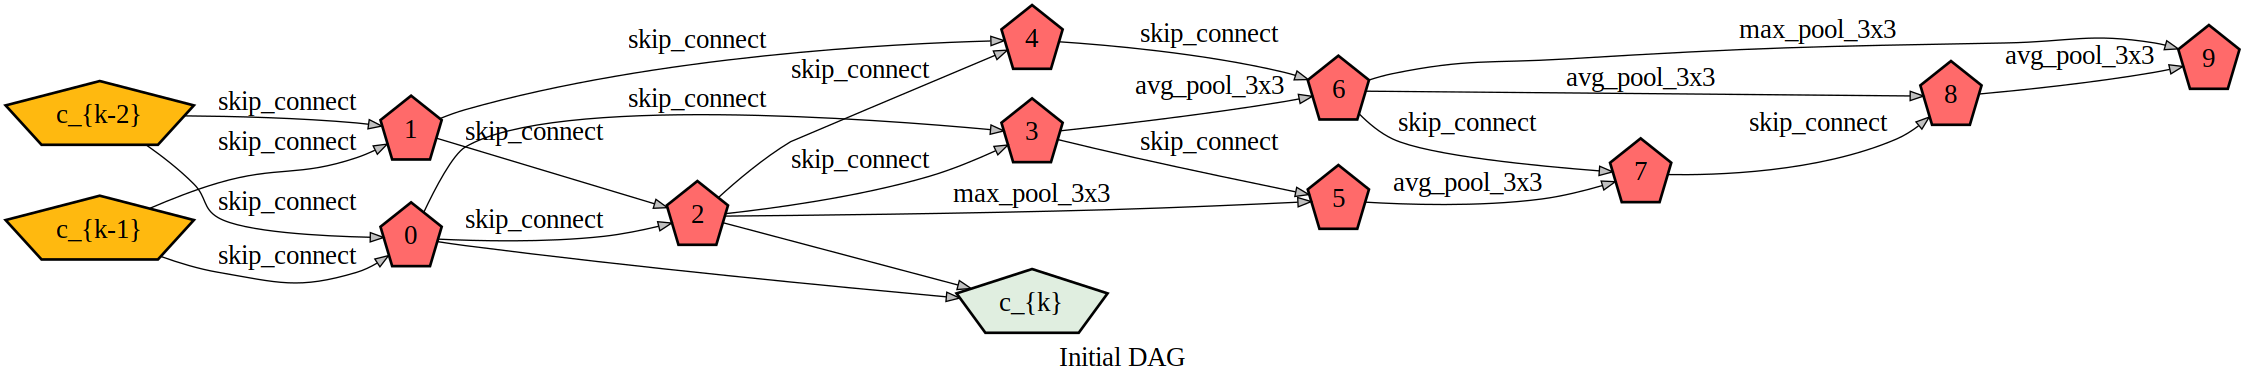 c_{k-2}
c_{k-1}
skip_connect
skip_connect
skip_connect
skip_connect
1
0
skip_connect
skip_connect
skip_connect
skip_connect
2
skip_connect
skip_connect
max_pool_3x3
4
3
c_{k}
skip_connect
avg_pool_3x3
skip_connect
6
5
max_pool_3x3
avg_pool_3x3
skip_connect
avg_pool_3x3
7
skip_connect
8
avg_pool_3x3
9
Initial DAG